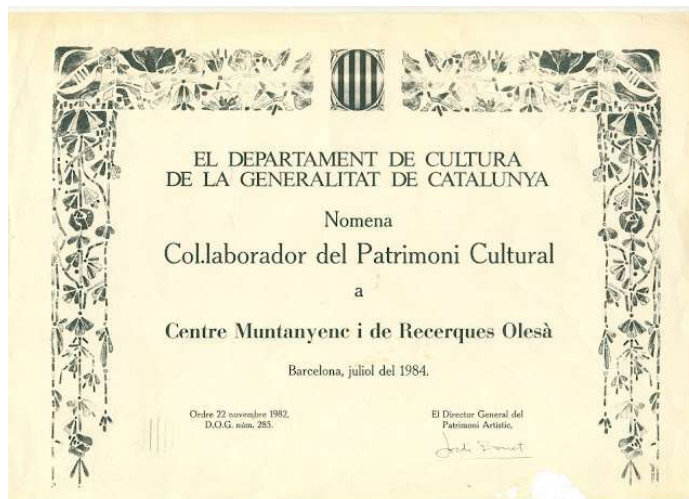 EL DEPARTAMENT DE CULTURA
DE LA GENERALITAT DE CATALUNYA
Nomena
Col.laborador del Patrimoni Cultural
a
Centre Muntanyenc i de Recerques Olesà
Barcelona, juliol del 1984.
Ordre 22 novembre 1982,
D.O.G. núm. 285.
El Director General del
Patrimoni Artístic,